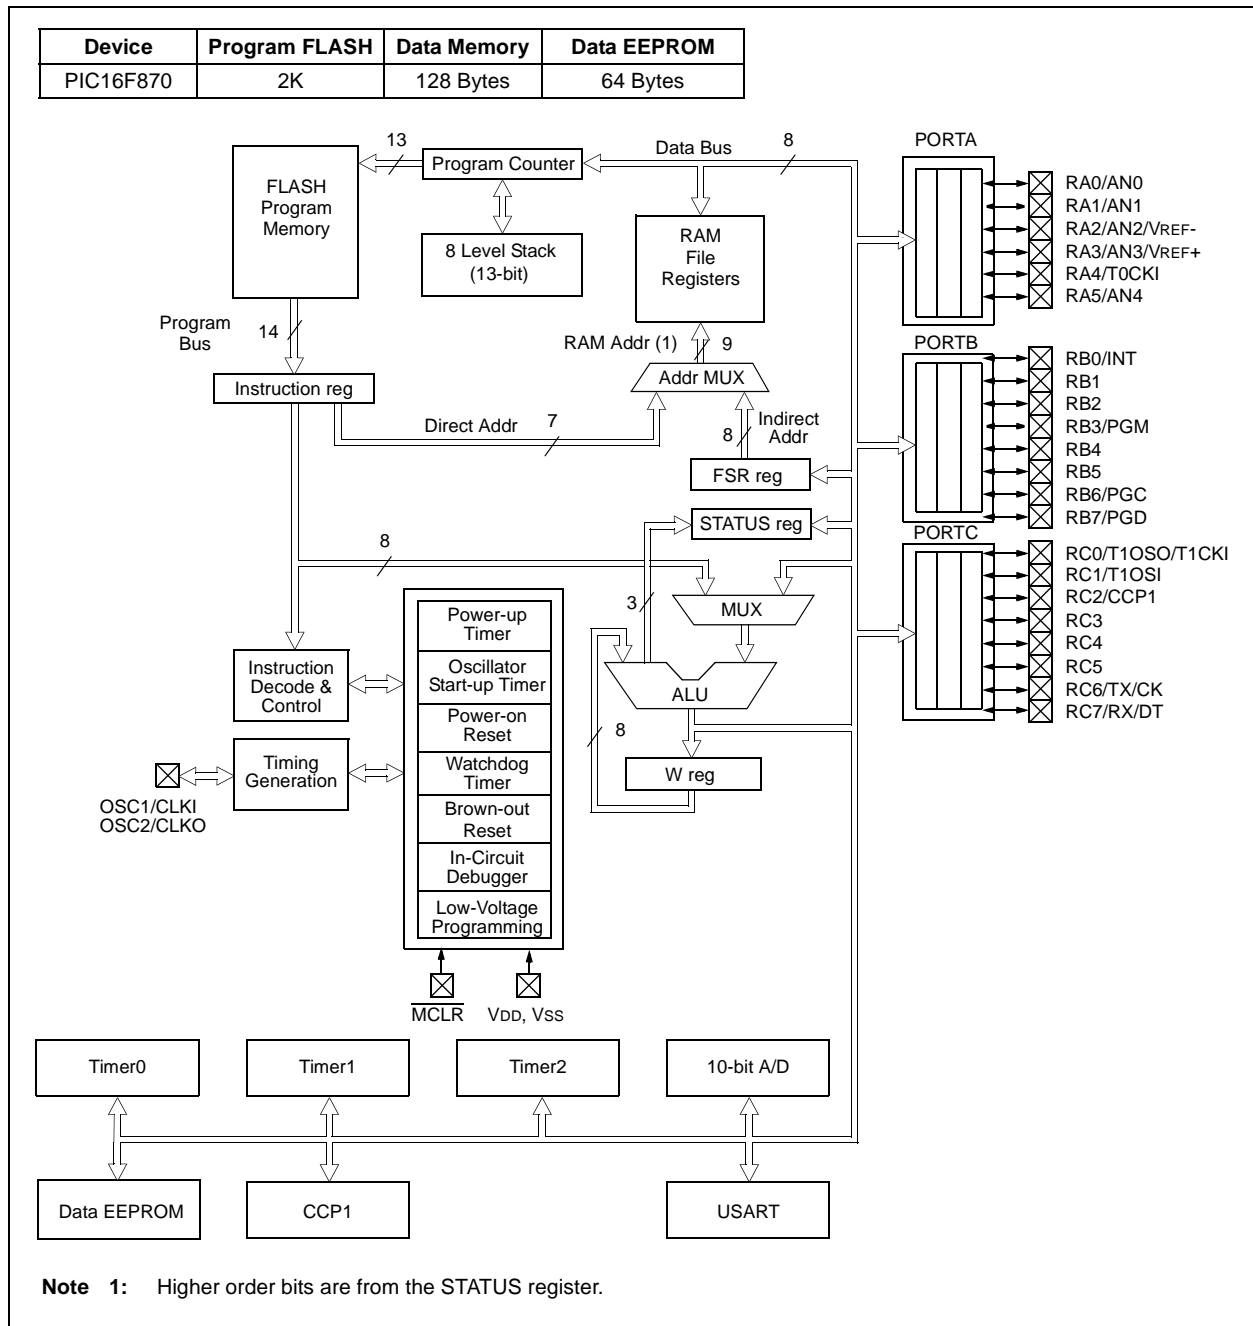 Device Program FLASH Data Memory Data EEPROM
PIC16F870 2K 128 Bytes 64 Bytes
13
Data Bus
8
PORTA
FLASH
Program
Memory
Program Counter
8 Level Stack
(13-bit)
RAM
File
Registers
RA0/AN0
RA1/AN1
RA2/AN2/VREF-
RA3/AN3/VREF+
RA4/T0CKI
RA5/AN4
Program
Bus
14
RAM Addr (1)
9
PORTB
Instruction reg
Addr MUX
Direct Addr
7
8
Indirect
Addr
FSR reg
STATUS reg
RB0/INT
RB1
RB2
RB3/PGM
RB4
RB5
RB6/PGC
RB7/PGD
PORTC
8
3
MUX
ALU
8
W reg
RC0/T1OSO/T1CKI
RC1/T1OSI
RC2/CCP1
RC3
RC4
RC5
RC6/TX/CK
RC7/RX/DT
Instruction
Decode &
Control
Timing
Generation
OSC1/CLKI
OSC2/CLKO
Power-up
Timer
Oscillator
Start-up Timer
Power-on
Reset
Watchdog
Timer
Brown-out
Reset
In-Circuit
Debugger
Low-Voltage
Programming
MCLR
VDD, VSS
Timer0
Timer1
Timer2
10-bit A/D
Data EEPROM
CCP1
USART
Note 1: Higher order bits are from the STATUS register.